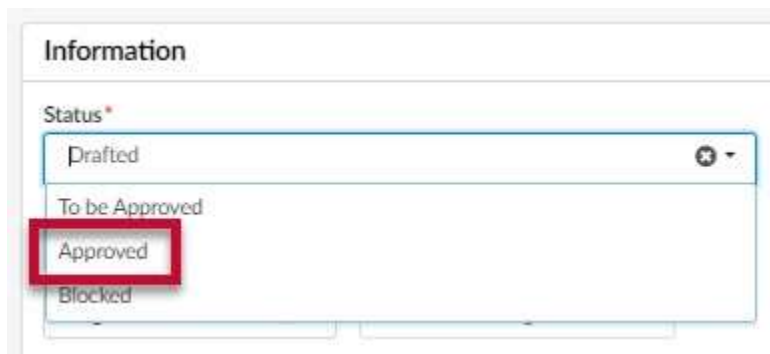 Information
Status*
Drafted
To be Approved
Approved
Blocked